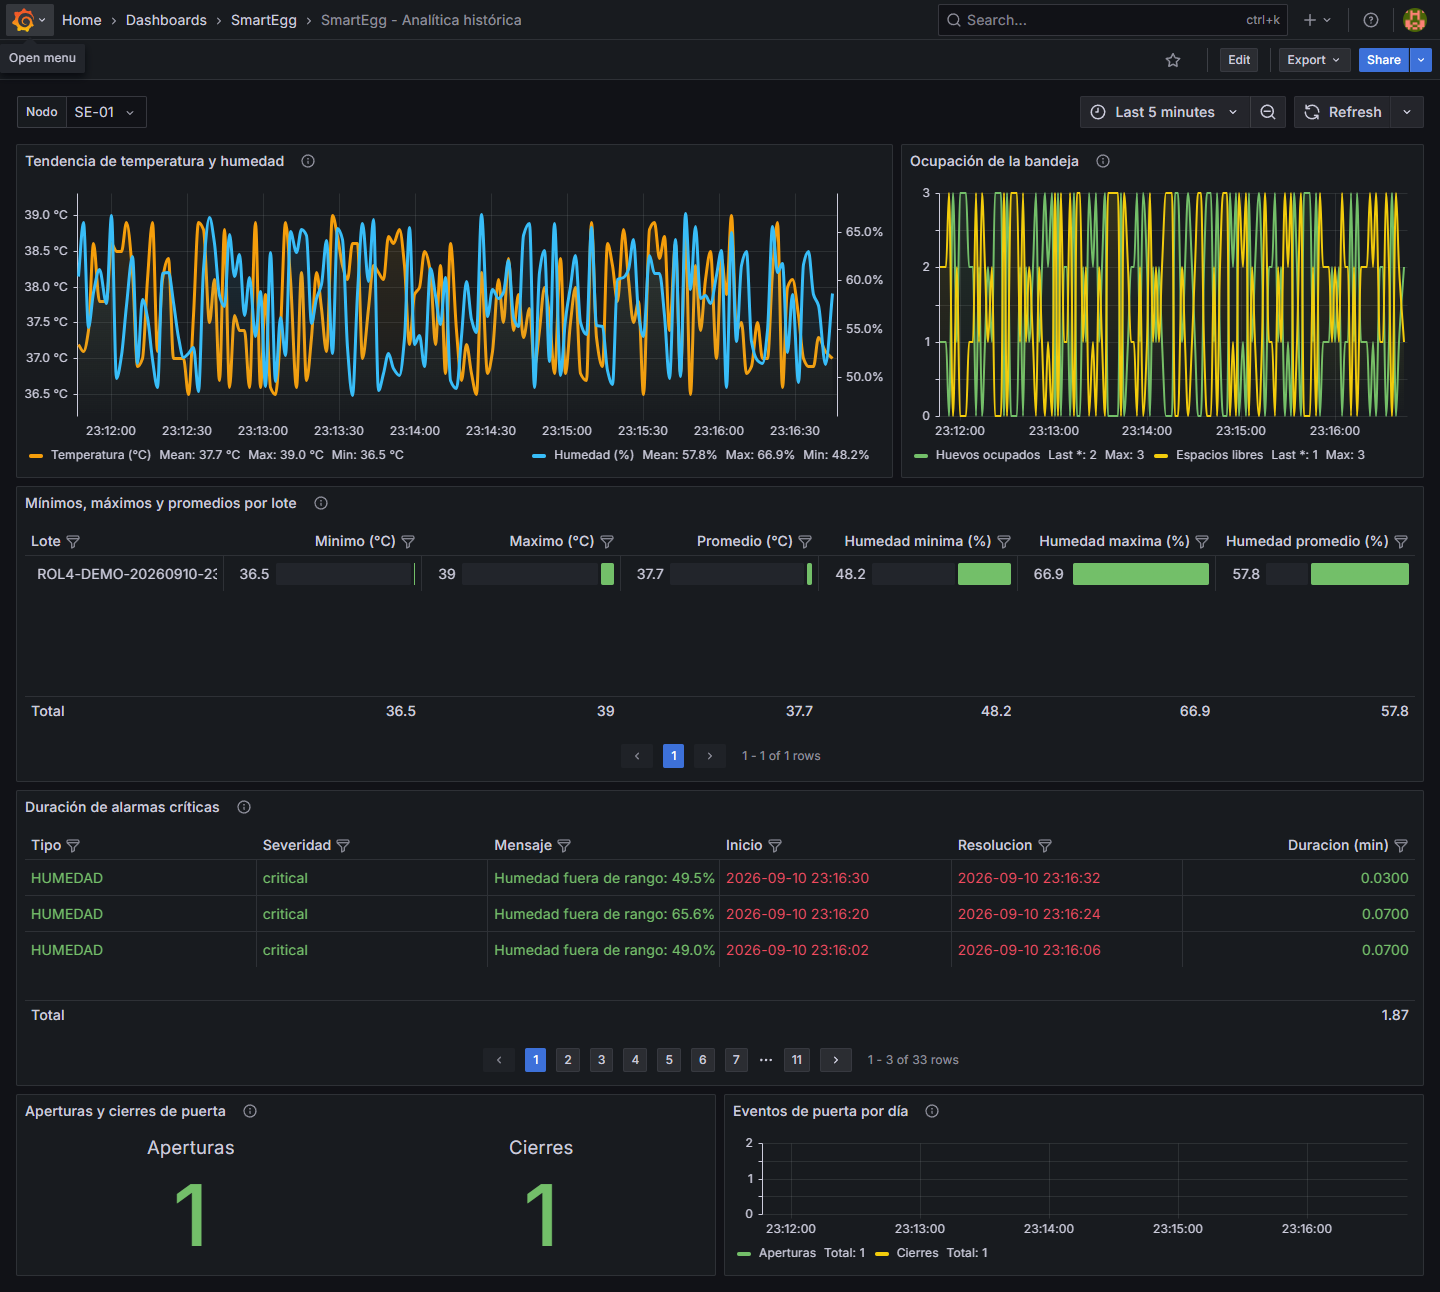 Home › Dashboards › SmartEgg › SmartEgg - Analítica histórica
Search... ctrl+k
Open menu
Edit Export Share
Nodo SE-01
Last 5 minutes Refresh
Tendencia de temperatura y humedad
39.0 °C
38.5 °C
38.0 °C
37.5 °C
37.0 °C
36.5 °C
65.0%
60.0%
55.0%
50.0%
23:12:00 23:12:30 23:13:00 23:13:30 23:14:00 23:14:30 23:15:00 23:15:30 23:16:00 23:16:30
Temperatura (°C) Mean: 37.7 °C Max: 39.0 °C Min: 36.5 °C
Humedad (%) Mean: 57.8% Max: 66.9% Min: 48.2%
Ocupación de la bandeja
3
2
1
0
23:12:00 23:13:00 23:14:00 23:15:00 23:16:00
Huevos ocupados Last *: 2 Max: 3 Espacios libres Last *: 1 Max: 3
Mínimos, máximos y promedios por lote
Lote Minimo (°C) Maximo (°C) Promedio (°C) Humedad minima (%) Humedad maxima (%) Humedad promedio (%)
ROL4-DEMO-20260910-23 36.5 39 37.7 48.2 66.9 57.8
Total 36.5 39 37.7 48.2 66.9 57.8
‹ 1 › 1 - 1 of 1 rows
Duración de alarmas críticas
Tipo Severidad Mensaje Inicio Resolucion Duracion (min)
HUMEDAD critical Humedad fuera de rango: 49.5% 2026-09-10 23:16:30 2026-09-10 23:16:32 0.0300
HUMEDAD critical Humedad fuera de rango: 65.6% 2026-09-10 23:16:20 2026-09-10 23:16:24 0.0700
HUMEDAD critical Humedad fuera de rango: 49.0% 2026-09-10 23:16:02 2026-09-10 23:16:06 0.0700
Total 1.87
‹ 1 2 3 4 5 6 7 ··· 11 › 1 - 3 of 33 rows
Aperturas y cierres de puerta
Aperturas Cierres
1 1
Eventos de puerta por día
2
1
0
23:12:00 23:13:00 23:14:00 23:15:00 23:16:00
Aperturas Total: 1 Cierres Total: 1